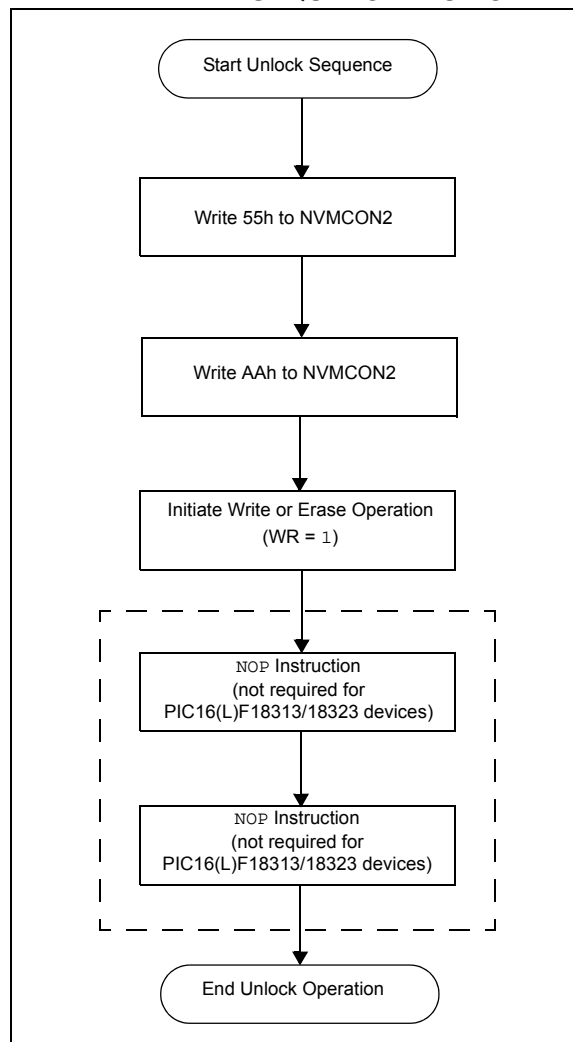 Start Unlock Sequence
Write 55h to NVMCON2
Write AAh to NVMCON2
Initiate Write or Erase Operation
(WR = 1)
NOP Instruction
(not required for
PIC16(L)F18313/18323 devices)
NOP Instruction
(not required for
PIC16(L)F18313/18323 devices)
End Unlock Operation